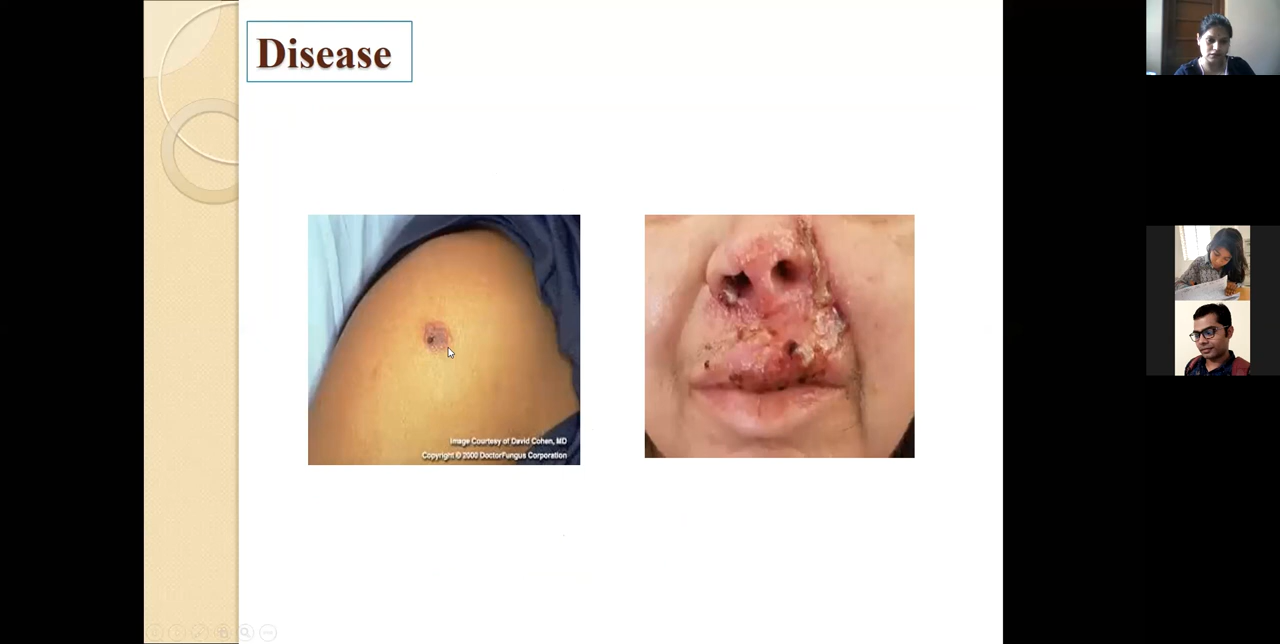 Disease
Image Courtesy of David Cohen, MD
Copyright © 2000 DoctorFungus Corporation